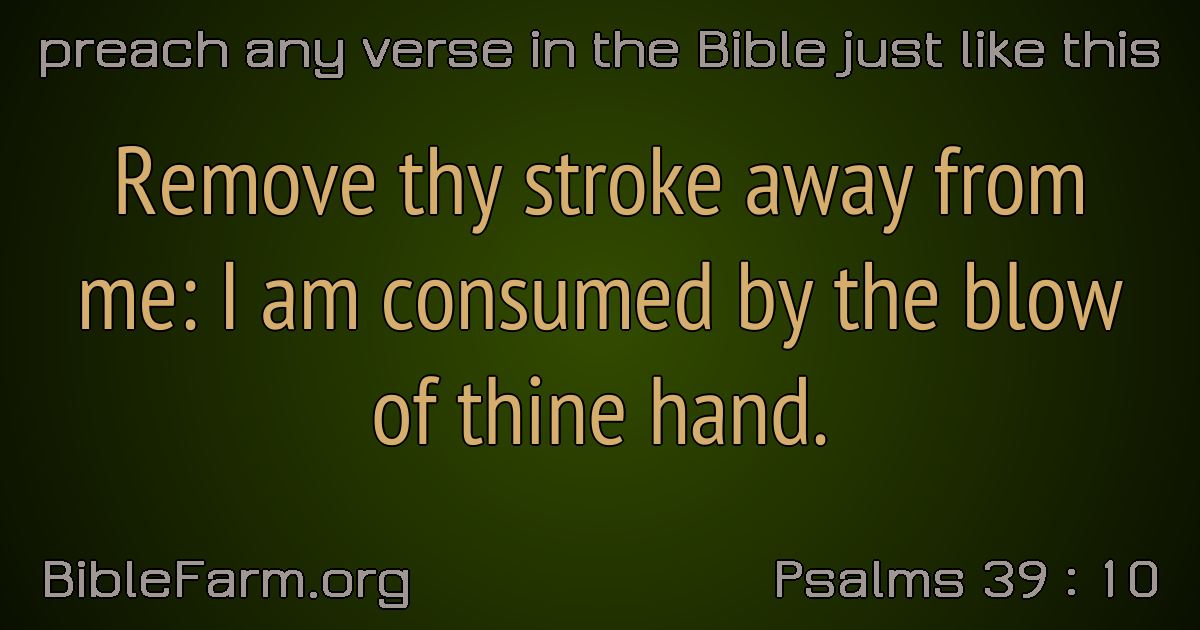 preach any verse in the Bible just like this
Remove thy stroke away from
me: I am consumed by the blow
of thine hand.
BibleFarm.org
Psalms 39 : 10